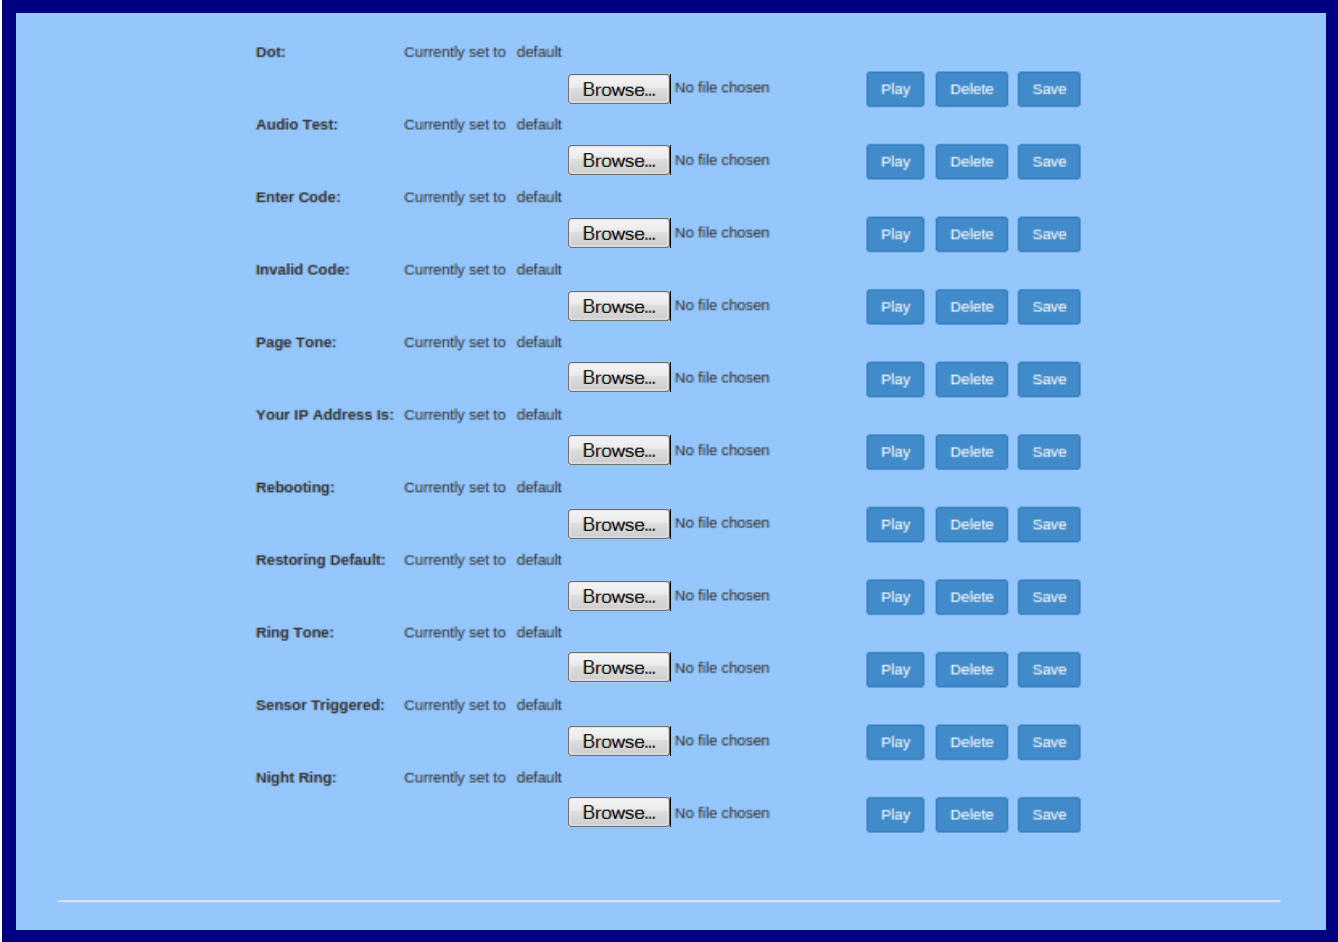 Dot: Currently set to default
Browse... No file chosen Play Delete Save
Audio Test: Currently set to default
Browse... No file chosen Play Delete Save
Enter Code: Currently set to default
Browse... No file chosen Play Delete Save
Invalid Code: Currently set to default
Browse... No file chosen Play Delete Save
Page Tone: Currently set to default
Browse... No file chosen Play Delete Save
Your IP Address Is: Currently set to default
Browse... No file chosen Play Delete Save
Rebooting: Currently set to default
Browse... No file chosen Play Delete Save
Restoring Default: Currently set to default
Browse... No file chosen Play Delete Save
Ring Tone: Currently set to default
Browse... No file chosen Play Delete Save
Sensor Triggered: Currently set to default
Browse... No file chosen Play Delete Save
Night Ring: Currently set to default
Browse... No file chosen Play Delete Save